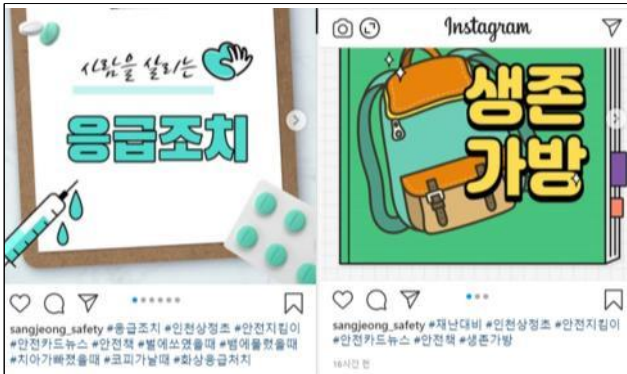 사람을 살리는
응급조치
sangjeong_safety #응급조치 #인천상정초 #안전지킴이
#안전카드뉴스 #안전책 #벌에쏘였을때 #뱀에물렸을때
#치아가빠졌을때 #코피가날때 #화상응급처치
Instagram
생존
가방
sangjeong_safety #재난대비 #인천상정초 #안전지킴이
#안전카드뉴스 #안전책 #생존가방
16시간 전